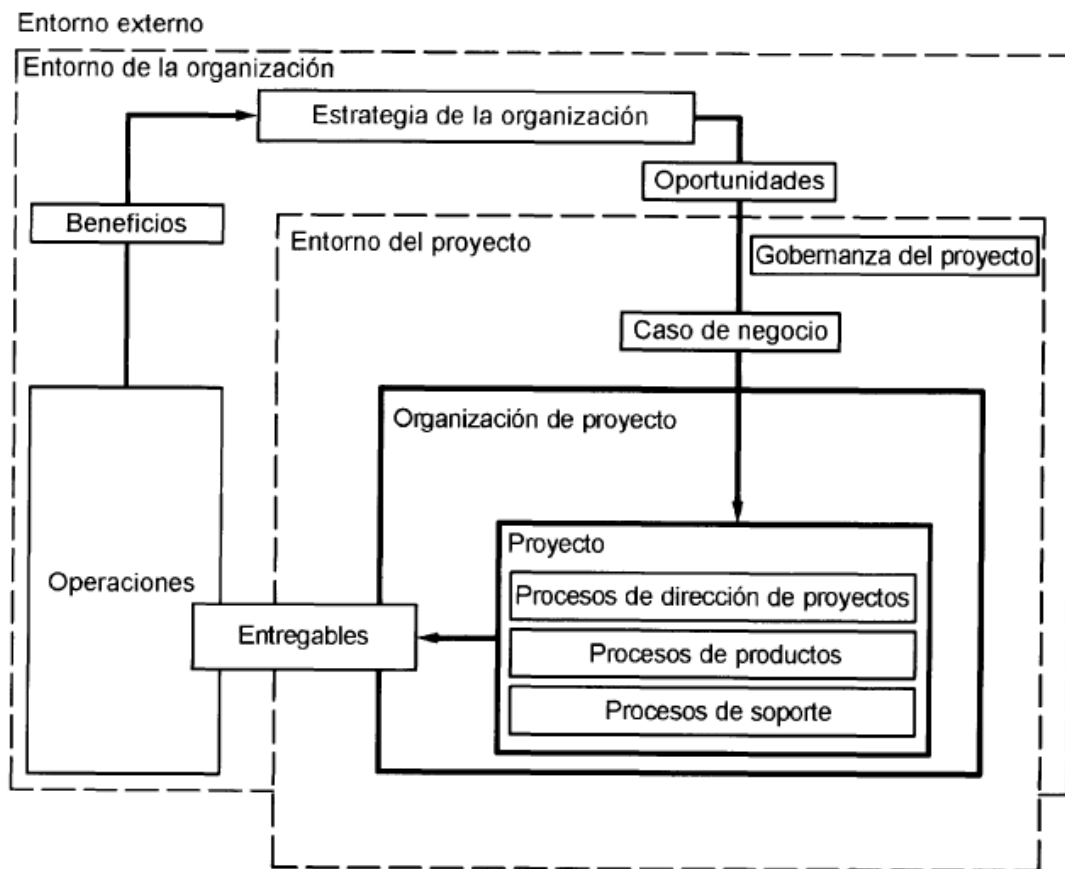 Entorno externo
Entorno de la organización
Estrategia de la organización
Oportunidades
Beneficios
Entorno del proyecto
Gobernanza del proyecto
Caso de negocio
Organización de proyecto
Proyecto
Procesos de dirección de proyectos
Operaciones
Entregables
Procesos de productos
Procesos de soporte